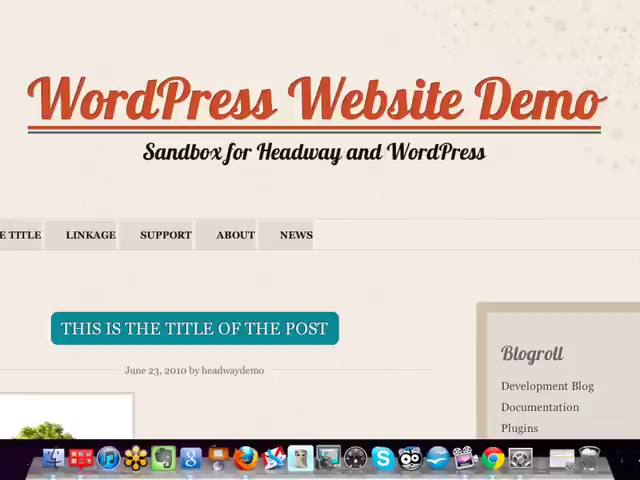 WordPress Website Demo
Sandbox for Headway and WordPress
E TITLE LINKAGE SUPPORT ABOUT NEWS
THIS IS THE TITLE OF THE POST
June 23, 2010 by headwaydemo
Blogroll
Development Blog
Documentation
Plugins